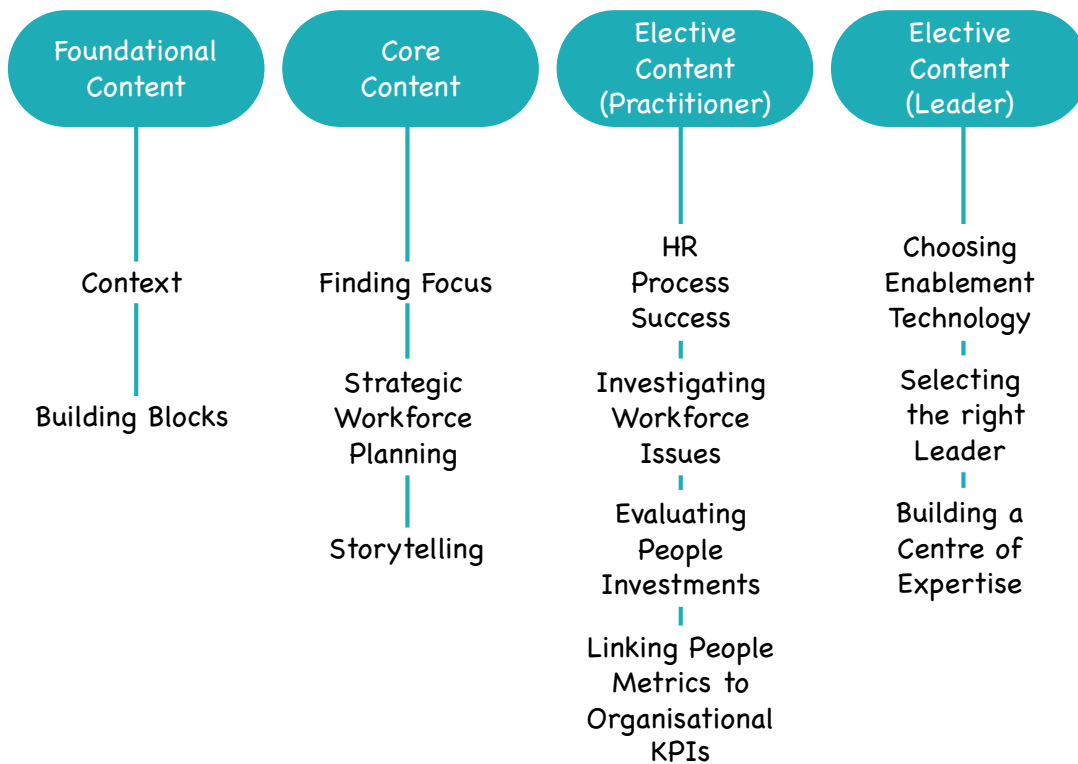 Foundational
Content
Context
Building Blocks
Core
Content
Finding Focus
Strategic
Workforce
Planning
Storytelling
Elective
Content
(Practitioner)
HR
Process
Success
Investigating
Workforce
Issues
Evaluating
People
Investments
Linking People
Metrics to
Organisational
KPIs
Elective
Content
(Leader)
Choosing
Enablement
Technology
Selecting
the right
Leader
Building a
Centre of
Expertise